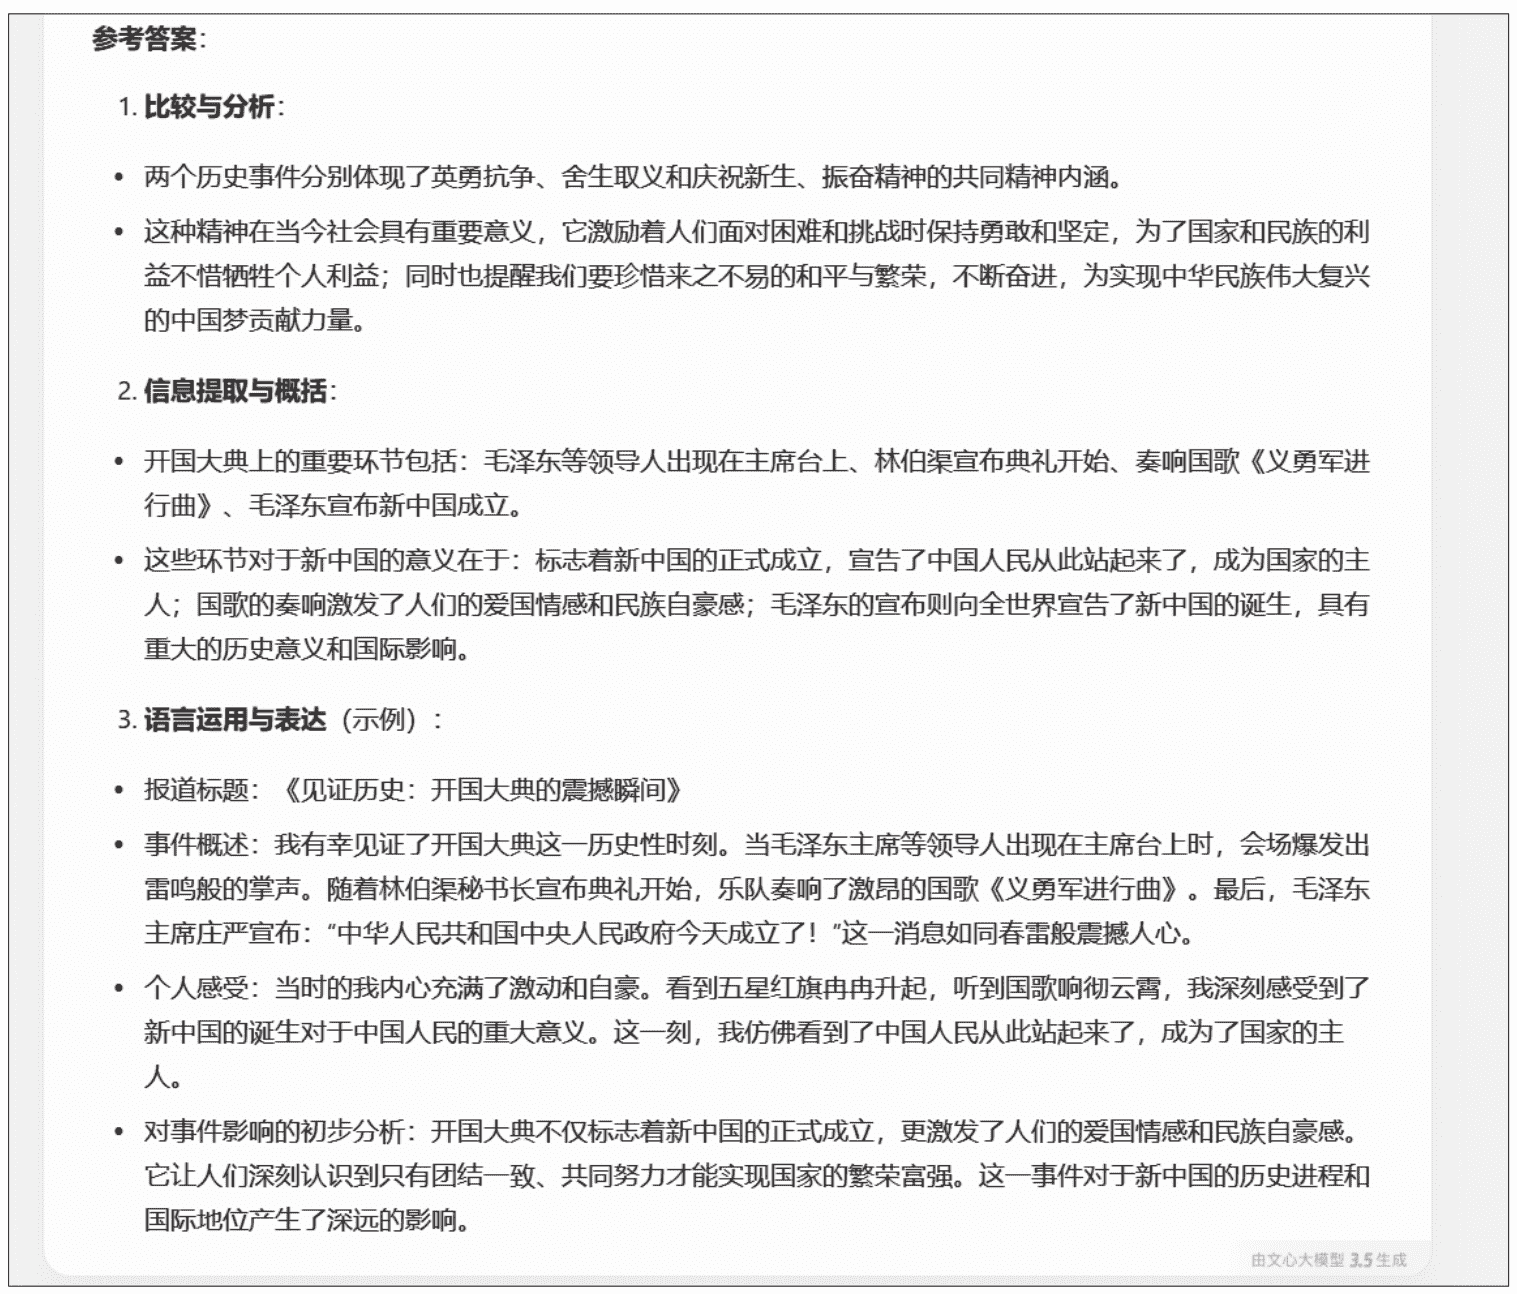 参考答案：
1. 比较与分析：
• 两个历史事件分别体现了英勇抗争、舍生取义和庆祝新生、振奋精神的共同精神内涵。
• 这种精神在当今社会具有重要意义，它激励着人们面对困难和挑战时保持勇敢和坚定，为了国家和民族的利
益不惜牺牲个人利益；同时也提醒我们要珍惜来之不易的和平与繁荣，不断奋进，为实现中华民族伟大复兴
的中国梦贡献力量。
2. 信息提取与概括：
• 开国大典上的重要环节包括：毛泽东等领导人出现在主席台上、林伯渠宣布典礼开始、奏响国歌《义勇军进
行曲》、毛泽东宣布新中国成立。
• 这些环节对于新中国的意义在于：标志着新中国的正式成立，宣告了中国人民从此站起来了，成为国家的主
人；国歌的奏响激发了人们的爱国情感和民族自豪感；毛泽东的宣布则向全世界宣告了新中国的诞生，具有
重大的历史意义和国际影响。
3. 语言运用与表达（示例）：
• 报道标题：《见证历史：开国大典的震撼瞬间》
• 事件概述：我有幸见证了开国大典这一历史性时刻。当毛泽东主席等领导人出现在主席台上时，会场爆发出
雷鸣般的掌声。随着林伯渠秘书长宣布典礼开始，乐队奏响了激昂的国歌《义勇军进行曲》。最后，毛泽东
主席庄严宣布：“中华人民共和国中央人民政府今天成立了！”这一消息如同春雷般震撼人心。
• 个人感受：当时的我内心充满了激动和自豪。看到五星红旗冉冉升起，听到国歌响彻云霄，我深刻感受到了
新中国的诞生对于中国人民的重大意义。这一刻，我仿佛看到了中国人民从此站起来了，成为了国家的主
人。
• 对事件影响的初步分析：开国大典不仅标志着新中国的正式成立，更激发了人们的爱国情感和民族自豪感。
它让人们深刻认识到只有团结一致、共同努力才能实现国家的繁荣富强。这一事件对于新中国的历史进程和
国际地位产生了深远的影响。
由文心大模型 3.5 生成